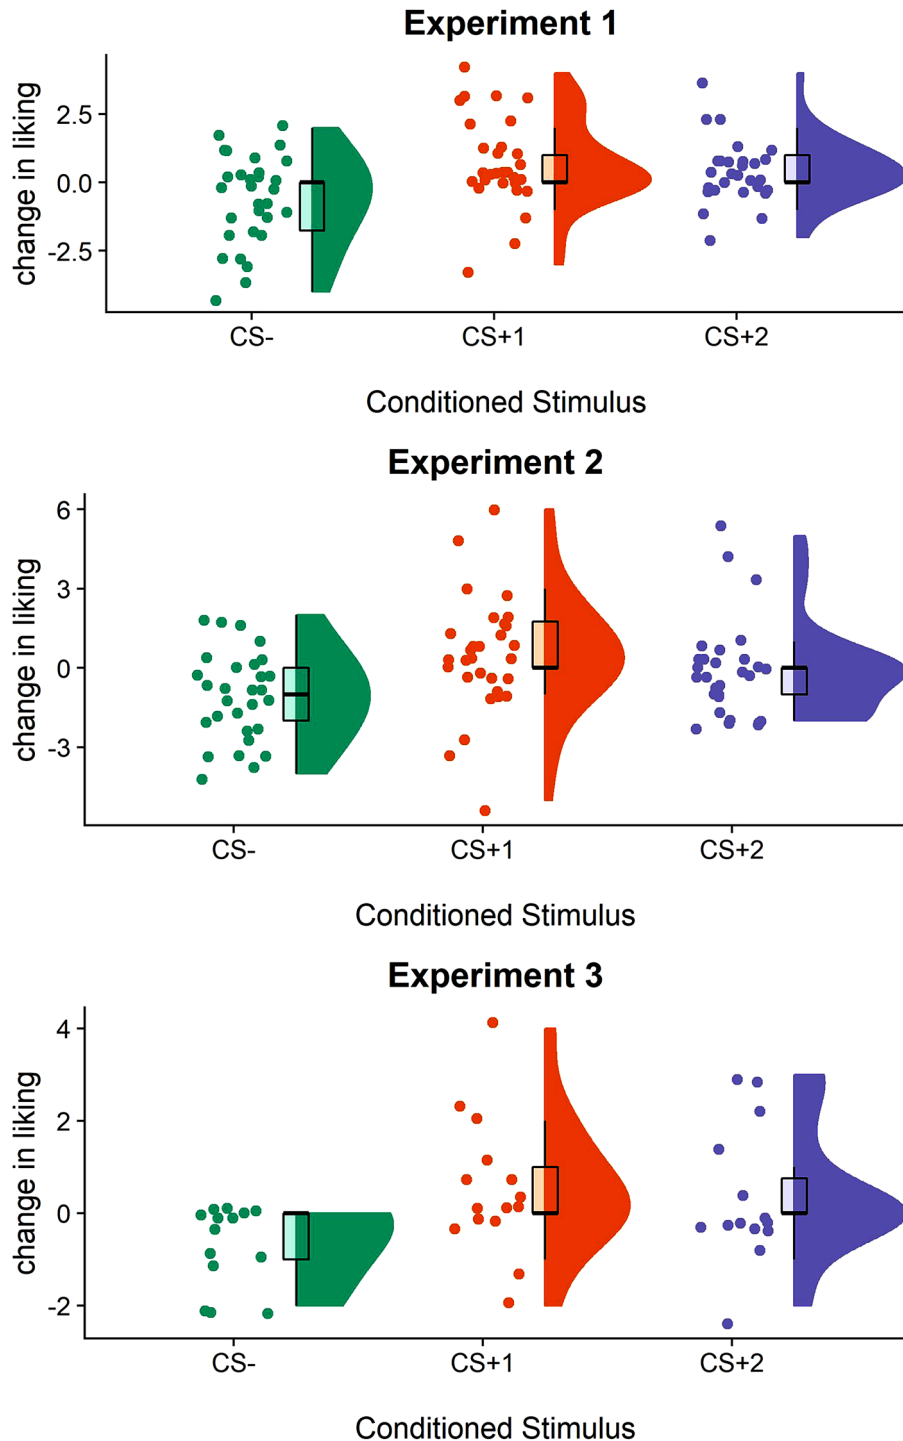 Experiment 1
change in liking
2.5
0.0
-2.5
CS- CS+1 CS+2
Conditioned Stimulus
Experiment 2
change in liking
6
3
0
-3
CS- CS+1 CS+2
Conditioned Stimulus
Experiment 3
change in liking
4
2
0
-2
CS- CS+1 CS+2
Conditioned Stimulus